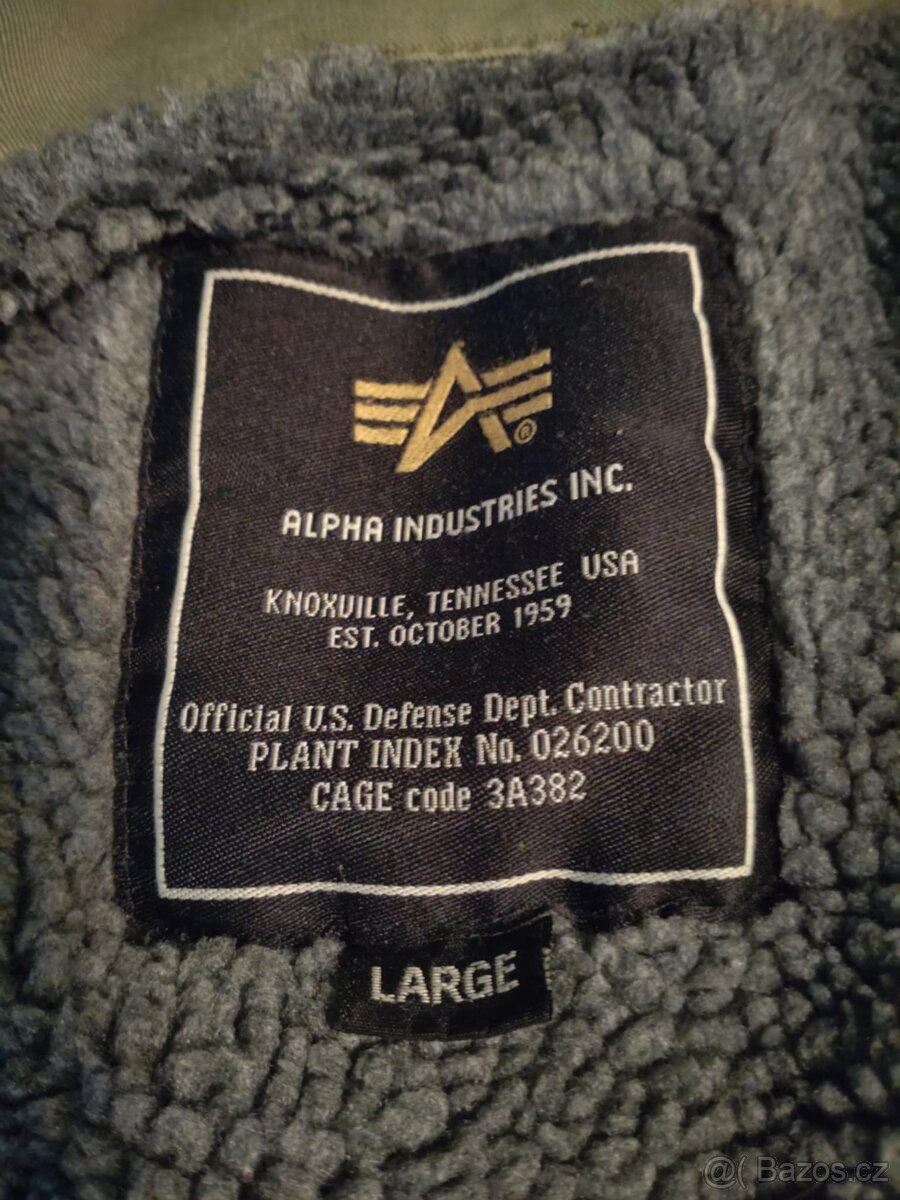 ALPHA INDUSTRIES INC.
KNOXVILLE, TENNESSEE USA
EST. OCTOBER 1959
Official U.S. Defense Dept. Contractor
PLANT INDEX No. 026200
CAGE code 3A382
LARGE
@( Bazos.cz